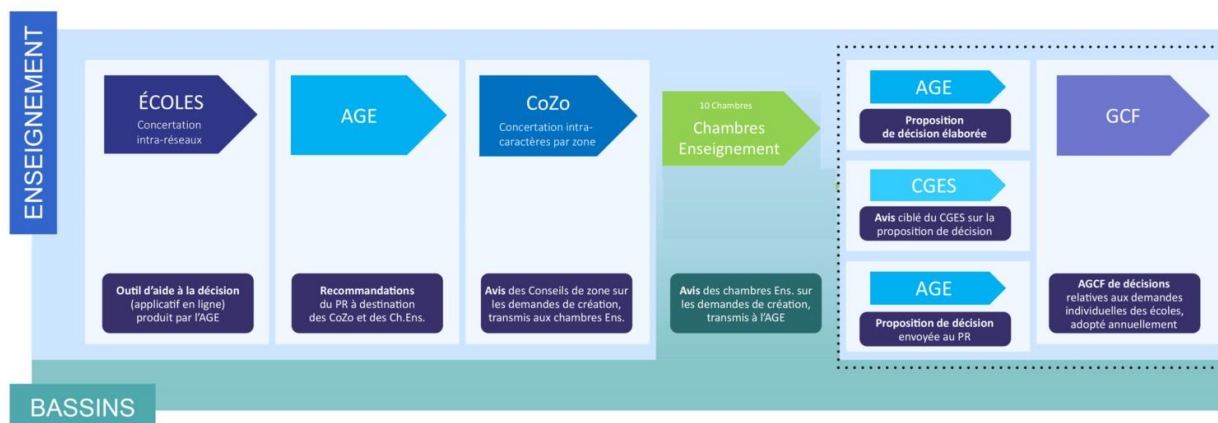 ENSEIGNEMENT
ÉCOLES
Concertation
intra-réseaux
Outil d'aide à la décision
(applicatif en ligne)
produit par l'AGE
AGE
Recommandations
du PR à destination
des CoZo et des Ch.Ens.
CoZo
Concertation intra-
caractères par zone
Avis des Conseils de zone sur
les demandes de création,
transmis aux chambres Ens.
10 Chambres
Chambres
Enseignement
Avis des chambres Ens. sur
les demandes de création,
transmis à l'AGE
AGE
Proposition
de décision élaborée
CGES
Avis ciblé du CGES sur la
proposition de décision
AGE
Proposition de décision
envoyée au PR
GCF
AGCF de décisions
relatives aux demandes
individuelles des écoles,
adopté annuellement
BASSINS